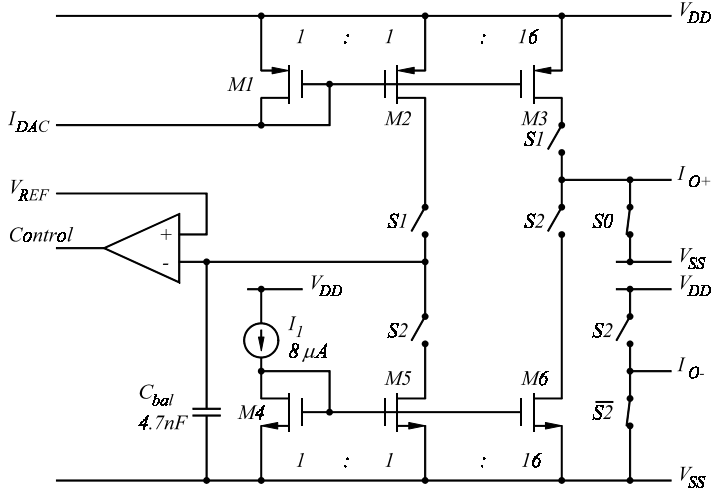 1 : 1 : 16
V_DD
M1
M2
M3
I_DAC
S1
V_REF
I_O+
Control
+
-
S1
S2
S0
V_SS
V_DD
V_DD
I_1
8 μA
S2
S2
I_O-
C_bal
4.7nF
M4
M5
M6
S̅2̅
1 : 1 : 16
V_SS